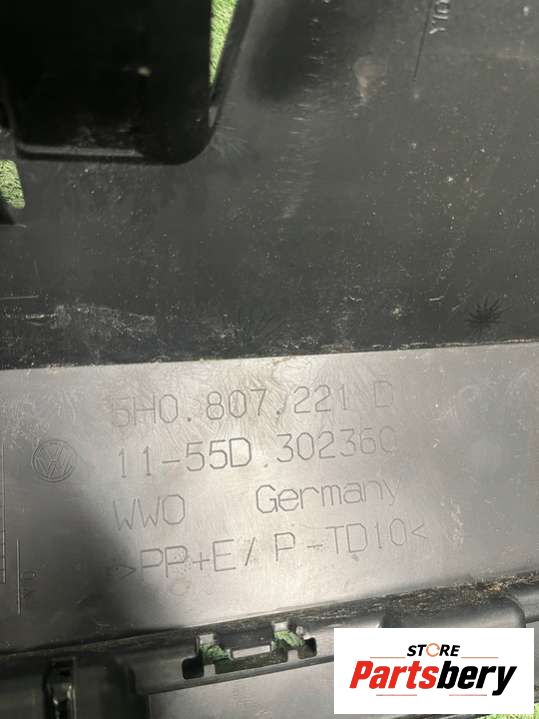 5H0.807.221 D
11-55D.302360
WWO Germany
>PP+E/P-TD10<
STORE
Partsbery